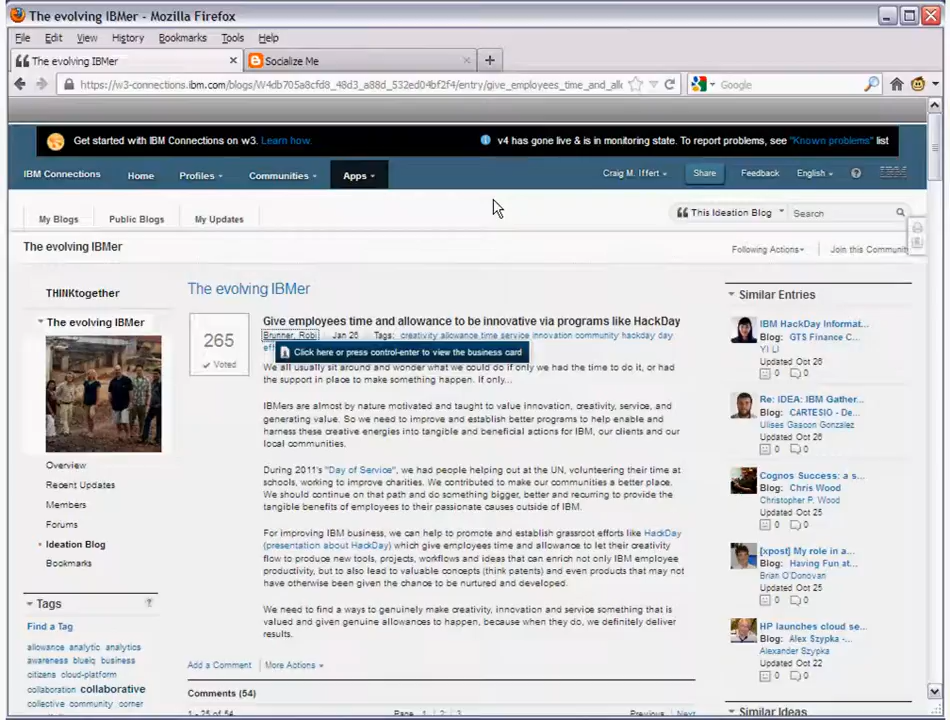 The evolving IBMer - Mozilla Firefox
File Edit View History Bookmarks Tools Help
The evolving IBMer Socialize Me
https://w3-connections.ibm.com/blogs/W4db705a8cfd8_48d3_a88d_532ed04bf2f4/entry/give_employees_time_and_all Google
Get started with IBM Connections on w3. Learn how. v4 has gone live & is in monitoring state. To report problems, see "Known problems" list
IBM Connections Home Profiles Communities Apps Craig M. Iffert Share Feedback English ? IBM
My Blogs Public Blogs My Updates This Ideation Blog Search
The evolving IBMer Following Actions Join this Community
THINKtogether
The evolving IBMer
Overview
Recent Updates
Members
Forums
Ideation Blog
Bookmarks
Tags ?
Find a Tag
allowance analytic analytics
awareness blueiq business
citizens cloud-platform
collaboration collaborative
collective community corner
The evolving IBMer
265
Voted
Give employees time and allowance to be innovative via programs like HackDay
Brunner, Robi Jan 26 Tags: creativity allowance time service innovation community hackday day
Click here or press control-enter to view the business card
We all usually sit around and wonder what we could do if only we had the time to do it, or had
the support in place to make something happen. If only...
IBMers are almost by nature motivated and taught to value innovation, creativity, service, and
generating value. So we need to improve and establish better programs to help enable and
harness these creative energies into tangible and beneficial actions for IBM, our clients and our
local communities.
During 2011's "Day of Service", we had people helping out at the UN, volunteering their time at
schools, working to improve charities. We contributed to make our communities a better place.
We should continue on that path and do something bigger, better and recurring to provide the
tangible benefits of employees to their passionate causes outside of IBM.
For improving IBM business, we can help to promote and establish grassroot efforts like HackDay
(presentation about HackDay) which give employees time and allowance to let their creativity
flow to produce new tools, projects, workflows and ideas that can enrich not only IBM employee
productivity, but to also lead to valuable concepts (think patents) and even products that may not
have otherwise been given the chance to be nurtured and developed.
We need to find a ways to genuinely make creativity, innovation and service something that is
valued and given genuine allowances to happen, because when they do, we definitely deliver
results.
Add a Comment More Actions
Comments (54)
1 - 25 of 54 Page 1 2 3 Previous Next
Similar Entries
IBM HackDay Informat...
Blog: GTS Finance C...
YI LI
Updated Oct 26
0 0
Re: IDEA: IBM Gather...
Blog: CARTESIO - De...
Ulises Gascon Gonzalez
Updated Oct 26
0 0
Cognos Success: a s...
Blog: Chris Wood
Christopher P. Wood
Updated Oct 25
0 0
[xpost] My role in a...
Blog: Having Fun at...
Brian O'Donovan
Updated Oct 25
0 0
HP launches cloud se...
Blog: Alex Szypka -...
Alexander Szypka
Updated Oct 22
0 0
Similar Ideas